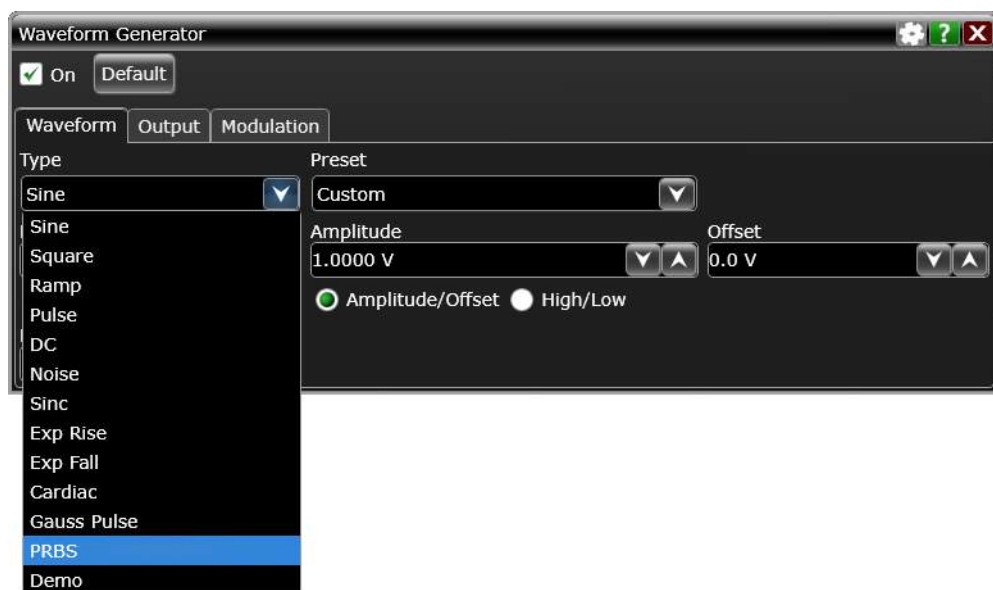 Waveform Generator
?
X
On Default
Waveform Output Modulation
Type Preset
Sine Custom
Sine
Square
Ramp
Pulse
DC
Noise
Sinc
Exp Rise
Exp Fall
Cardiac
Gauss Pulse
PRBS
Demo
Amplitude Offset
1.0000 V 0.0 V
Amplitude/Offset High/Low